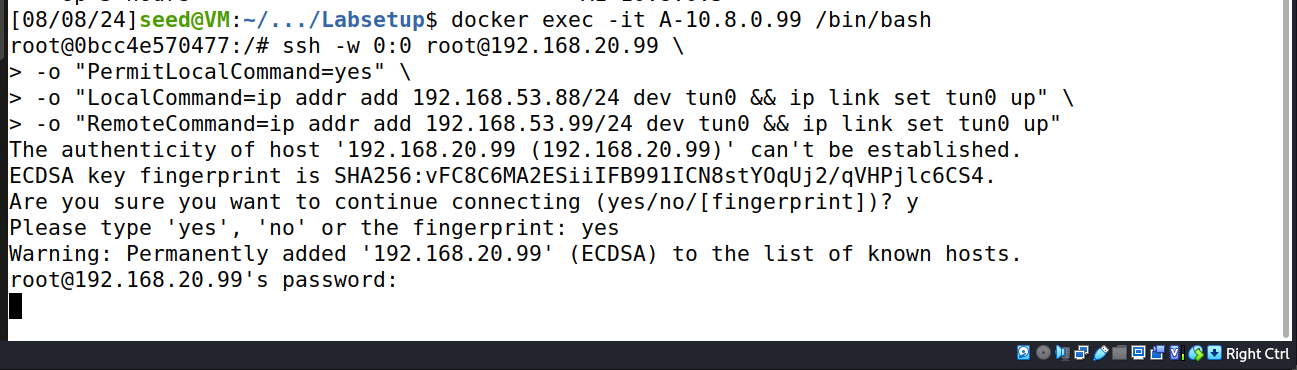 [08/08/24]seed@VM:~/.../Labsetup$ docker exec -it A-10.8.0.99 /bin/bash
root@0bcc4e570477:/# ssh -w 0:0 root@192.168.20.99 \
> -o "PermitLocalCommand=yes" \
> -o "LocalCommand=ip addr add 192.168.53.88/24 dev tun0 && ip link set tun0 up" \
> -o "RemoteCommand=ip addr add 192.168.53.99/24 dev tun0 && ip link set tun0 up"
The authenticity of host '192.168.20.99 (192.168.20.99)' can't be established.
ECDSA key fingerprint is SHA256:vFC8C6MA2ESiiIFB991ICN8stYOqUj2/qVHPjlc6CS4.
Are you sure you want to continue connecting (yes/no/[fingerprint])? y
Please type 'yes', 'no' or the fingerprint: yes
Warning: Permanently added '192.168.20.99' (ECDSA) to the list of known hosts.
root@192.168.20.99's password:
Right Ctrl